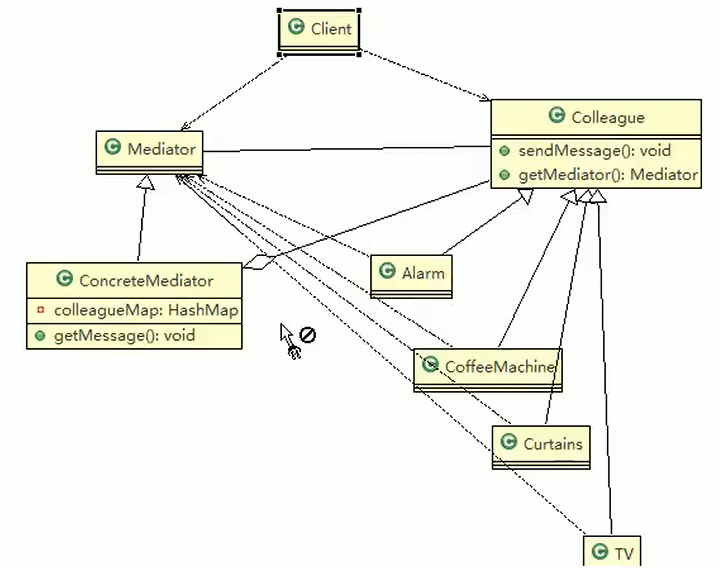 C Client
C Colleague
sendMessage(): void
getMediator(): Mediator
C Mediator
C ConcreteMediator
colleagueMap: HashMap
getMessage(): void
C Alarm
C CoffeeMachine
C Curtains
C TV